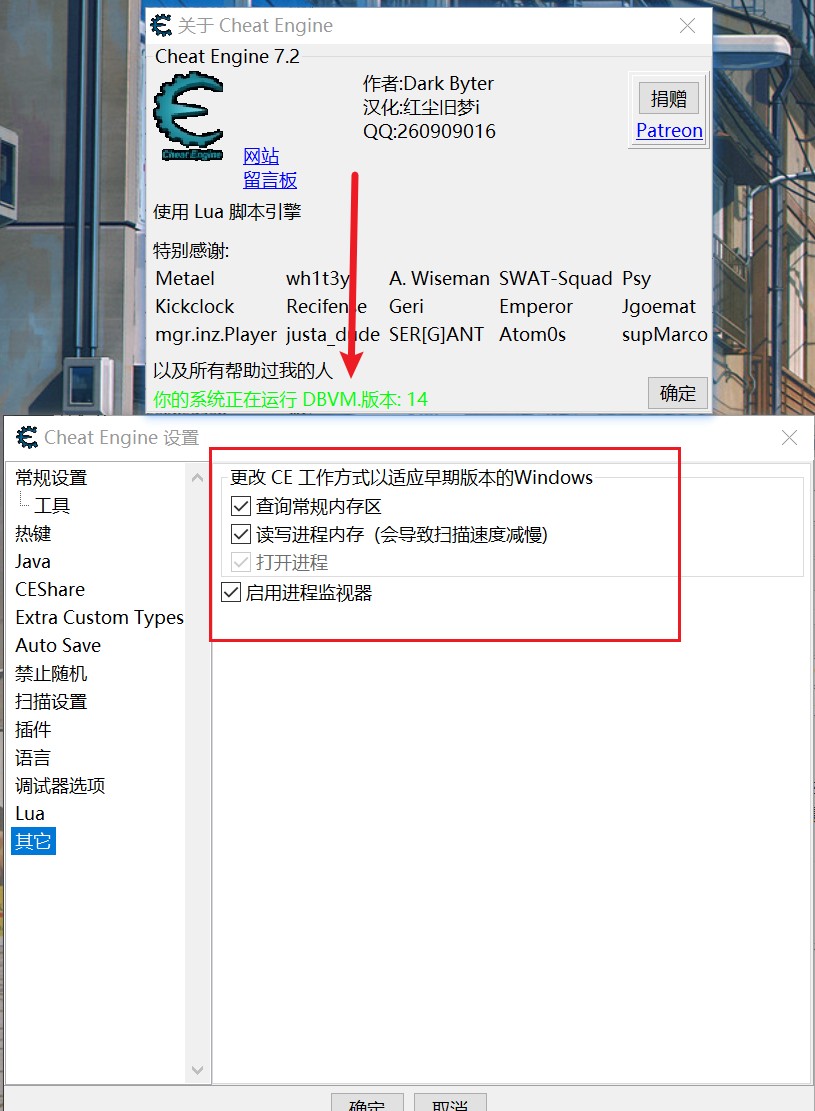 关于 Cheat Engine
Cheat Engine 7.2
作者:Dark Byter
汉化:红尘旧梦i
QQ:260909016
捐赠
Patreon
Cheat Engine
网站
留言板
使用 Lua 脚本引擎
特别感谢:
Metael wh1t3y A. Wiseman SWAT-Squad Psy
Kickclock Recifense Geri Emperor Jgoemat
mgr.inz.Player justa_dude SER[G]ANT Atom0s supMarco
以及所有帮助过我的人
你的系统正在运行 DBVM.版本: 14
确定
Cheat Engine 设置
常规设置
工具
热键
Java
CEShare
Extra Custom Types
Auto Save
禁止随机
扫描设置
插件
语言
调试器选项
Lua
其它
更改 CE 工作方式以适应早期版本的Windows
查询常规内存区
读写进程内存 (会导致扫描速度减慢)
打开进程
启用进程监视器
确定
取消